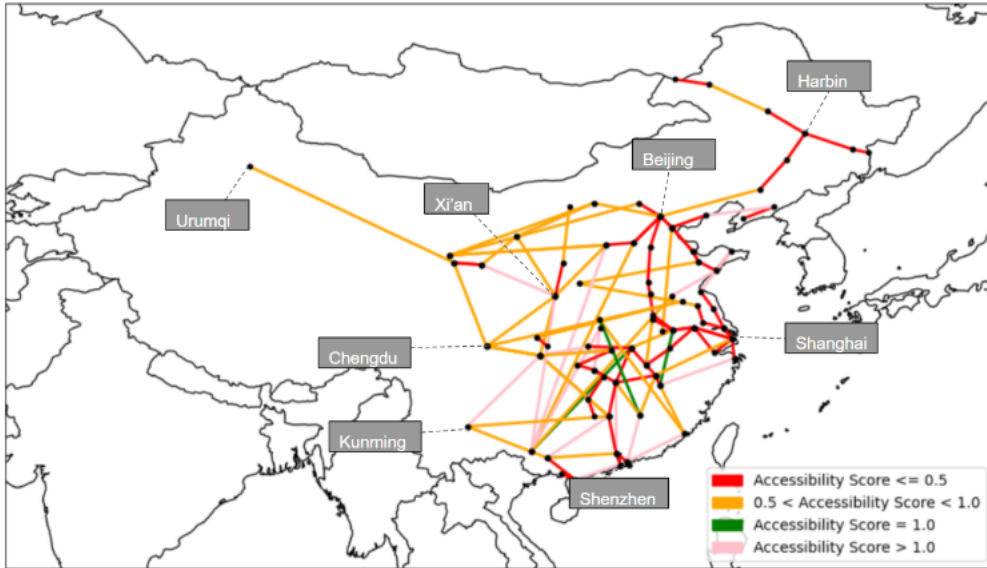 Harbin
Beijing
Xi'an
Urumqi
Chengdu
Shanghai
Kunming
Shenzhen
Accessibility Score <= 0.5
0.5 < Accessibility Score < 1.0
Accessibility Score = 1.0
Accessibility Score > 1.0